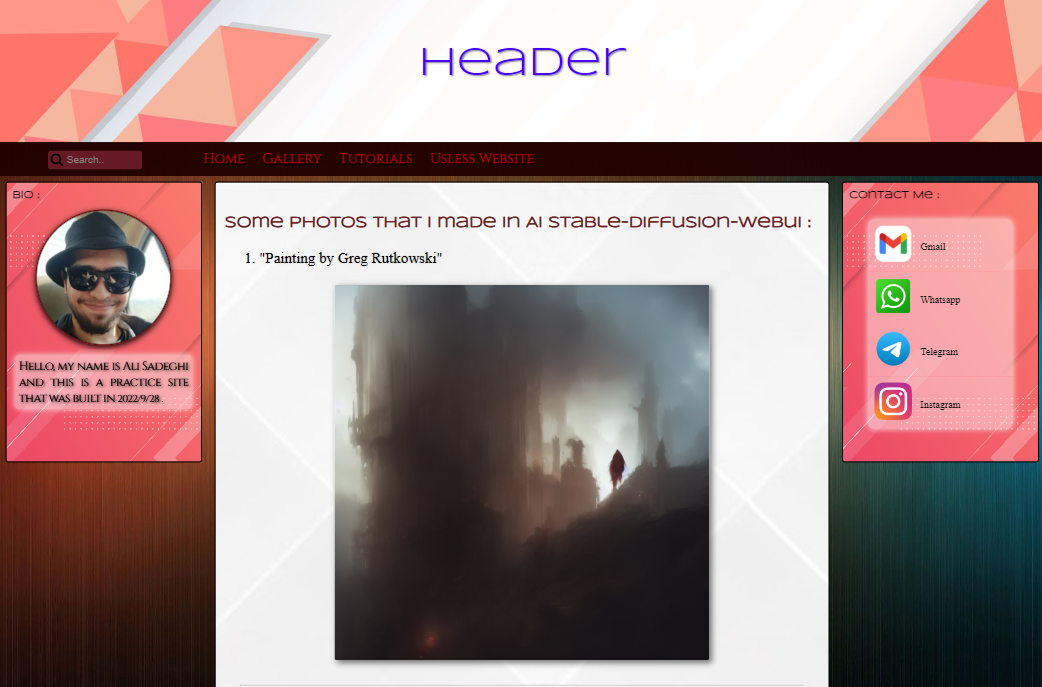 Header
Search..
Home Gallery Tutorials Usless Website
Bio :
Hello, my name is Ali Sadeghi
and this is a practice site
that was built in 2022/9/28 .
Some photos that I made in AI stable-diffusion-webui :
1. "Painting by Greg Rutkowski"
Contact Me :
Gmail
Whatsapp
Telegram
Instagram